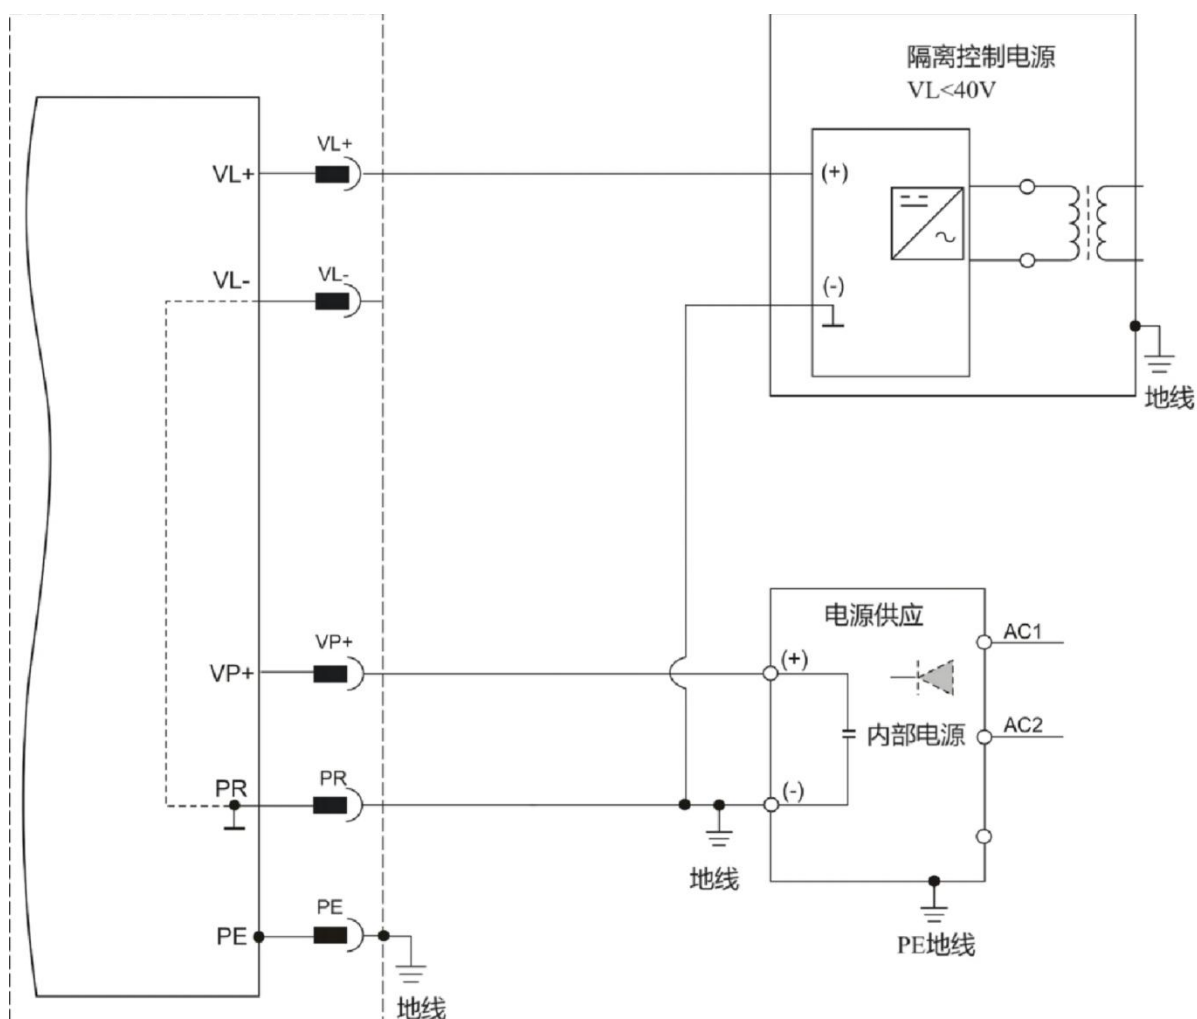 隔离控制电源
VL<40V
VL+
VL+
(+)
VL-
VL-
(-)
地线
电源供应
AC1
VP+
VP+
(+)
内部电源
AC2
PR
PR
(-)
地线
PE
PE
PE地线
地线